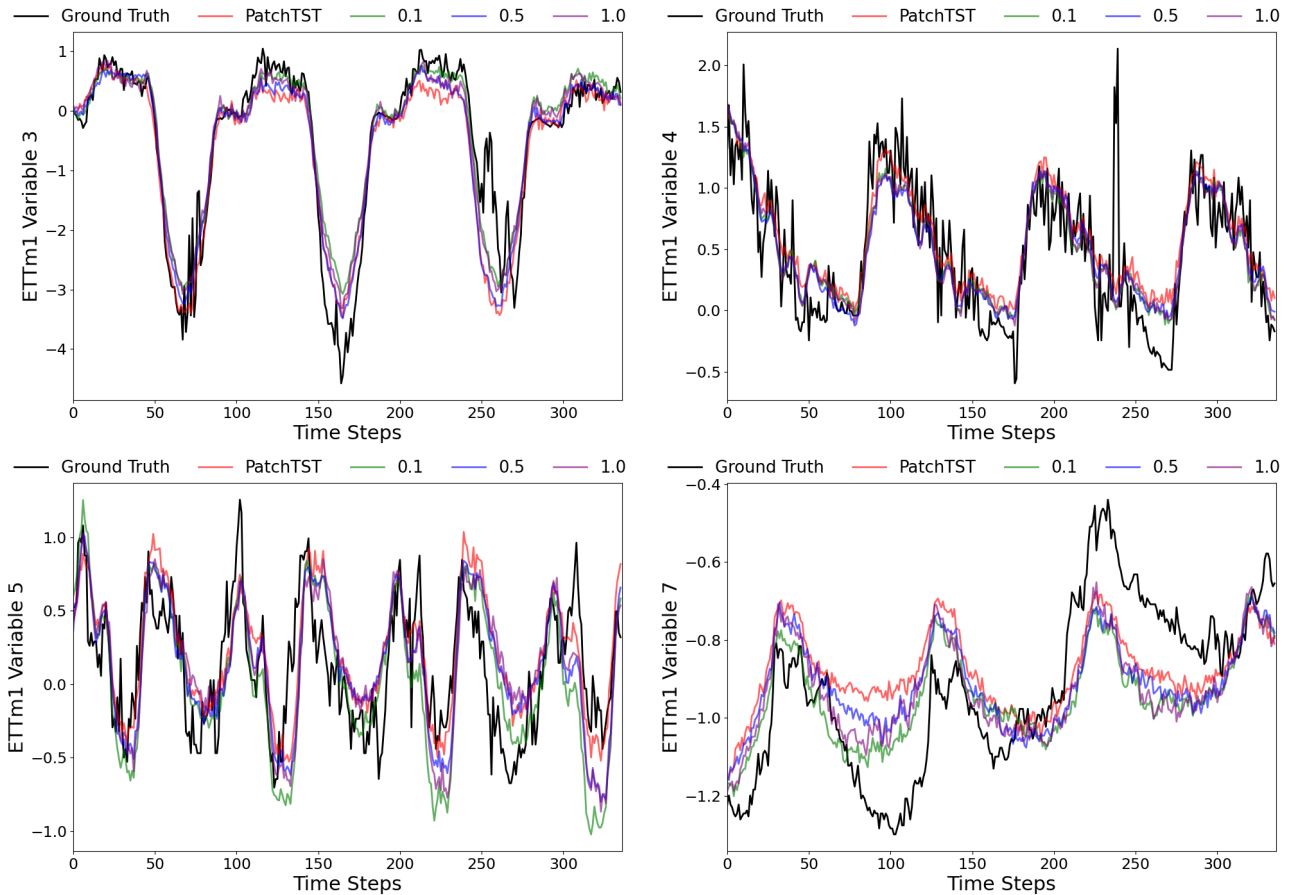 Ground Truth PatchTST 0.1 0.5 1.0
1
0
−1
−2
−3
−4
ETTm1 Variable 3
0 50 100 150 200 250 300
Time Steps
Ground Truth PatchTST 0.1 0.5 1.0
2.0
1.5
1.0
0.5
0.0
−0.5
ETTm1 Variable 4
0 50 100 150 200 250 300
Time Steps
Ground Truth PatchTST 0.1 0.5 1.0
1.0
0.5
0.0
−0.5
−1.0
ETTm1 Variable 5
0 50 100 150 200 250 300
Time Steps
Ground Truth PatchTST 0.1 0.5 1.0
−0.4
−0.6
−0.8
−1.0
−1.2
ETTm1 Variable 7
0 50 100 150 200 250 300
Time Steps